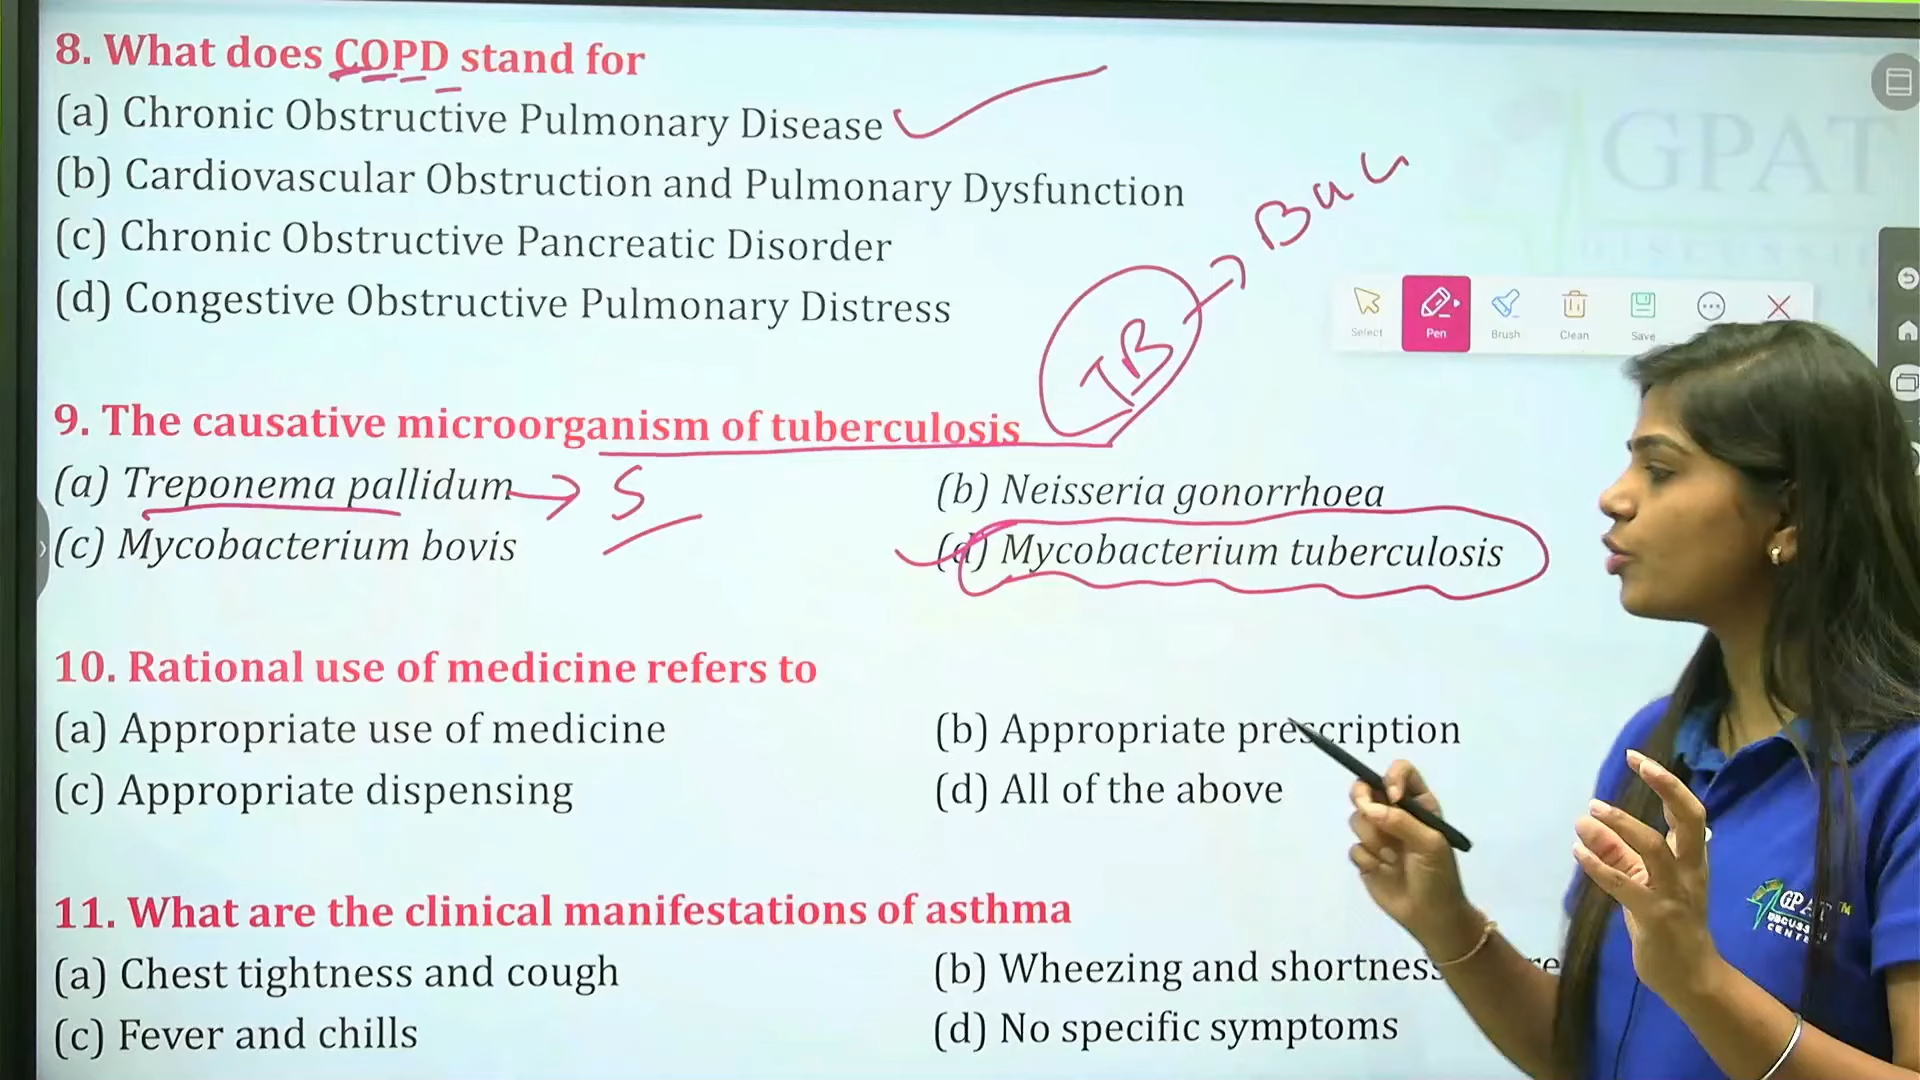 8. What does COPD stand for
(a) Chronic Obstructive Pulmonary Disease
(b) Cardiovascular Obstruction and Pulmonary Dysfunction
(c) Chronic Obstructive Pancreatic Disorder
(d) Congestive Obstructive Pulmonary Distress
GPAT
Select Pen Brush Clean Save
TB
9. The causative microorganism of tuberculosis
(a) Treponema pallidum → S
(b) Neisseria gonorrhoea
(c) Mycobacterium bovis
(d) Mycobacterium tuberculosis
10. Rational use of medicine refers to
(a) Appropriate use of medicine
(b) Appropriate prescription
(c) Appropriate dispensing
(d) All of the above
11. What are the clinical manifestations of asthma
(a) Chest tightness and cough
(b) Wheezing and shortness
(c) Fever and chills
(d) No specific symptoms
GPAT